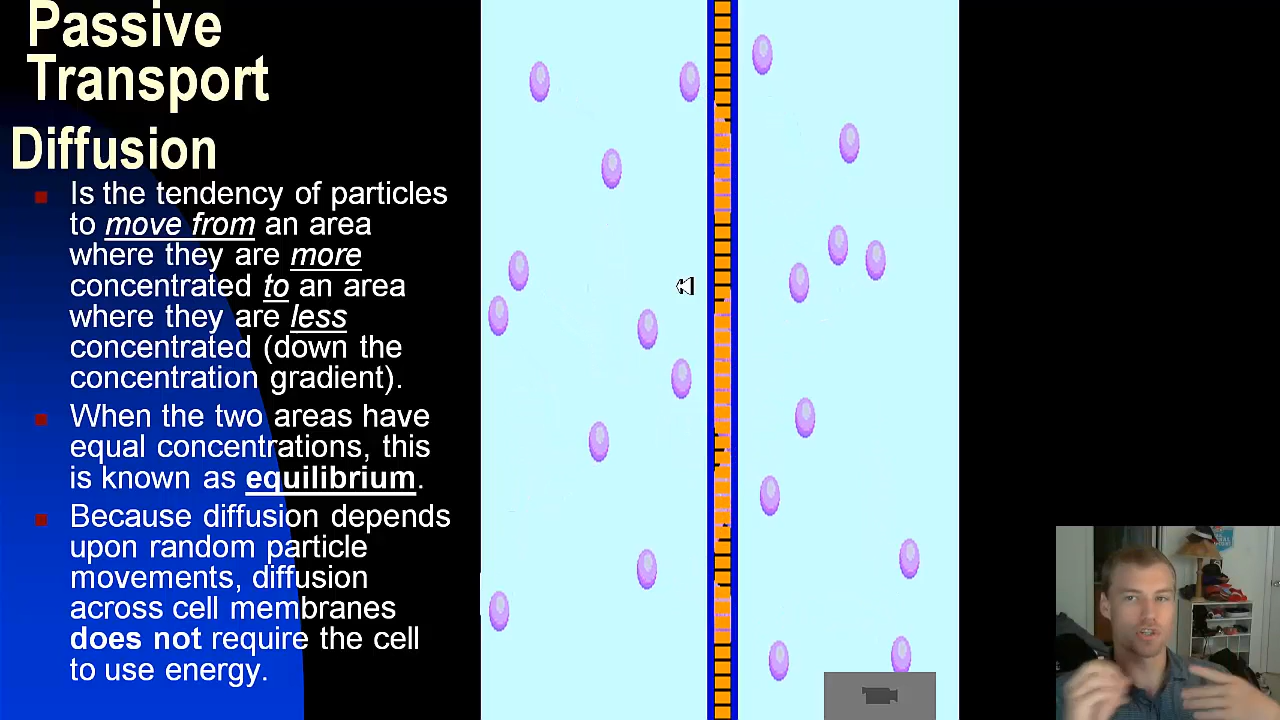 Passive
Transport
Diffusion
Is the tendency of particles
to move from an area
where they are more
concentrated to an area
where they are less
concentrated (down the
concentration gradient).
When the two areas have
equal concentrations, this
is known as equilibrium.
Because diffusion depends
upon random particle
movements, diffusion
across cell membranes
does not require the cell
to use energy.